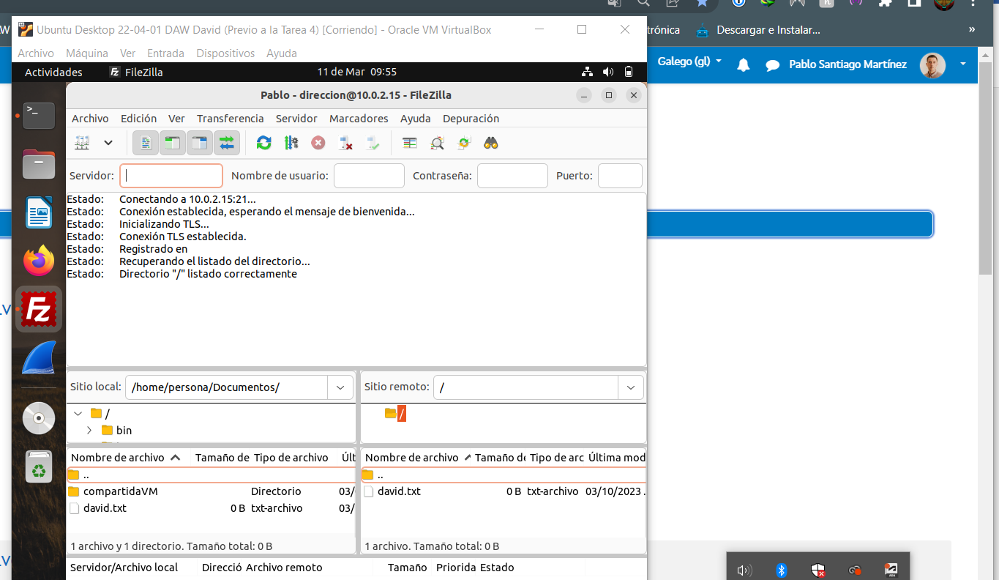 Ubuntu Desktop 22-04-01 DAW David (Previo a la Tarea 4) [Corriendo] - Oracle VM VirtualBox
W
trónica
Descargar e Instalar...
»
Archivo Máquina Ver Entrada Dispositivos Ayuda
Galego (gl)
Pablo Santiago Martínez
Actividades
FileZilla
11 de Mar 09:55
Pablo - direccion@10.0.2.15 - FileZilla
Archivo Edición Ver Transferencia Servidor Marcadores Ayuda Depuración
Servidor: Nombre de usuario: Contraseña: Puerto:
Estado: Conectando a 10.0.2.15:21...
Estado: Conexión establecida, esperando el mensaje de bienvenida...
Estado: Inicializando TLS...
Estado: Conexión TLS establecida.
Estado: Registrado en
Estado: Recuperando el listado del directorio...
Estado: Directorio "/" listado correctamente
Sitio local: /home/persona/Documentos/
Sitio remoto: /
/
bin
/
Nombre de archivo Tamaño de Tipo de archivo Últ
..
compartidaVM Directorio 03/
david.txt 0 B txt-archivo 03/
1 archivo y 1 directorio. Tamaño total: 0 B
Nombre de archivo Tamaño de Tipo de arc Última mod
..
david.txt 0 B txt-archivo 03/10/2023 .
1 archivo. Tamaño total: 0 B
Servidor/Archivo local Direcció Archivo remoto Tamaño Priorida Estado